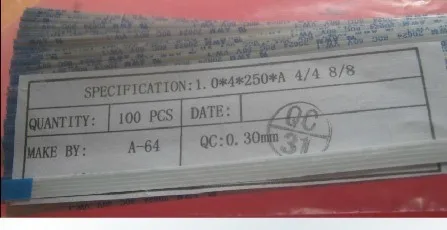 SPECIFICATION:1.0*4*250*A 4/4 8/8
QUANTITY: 100 PCS DATE:
MAKE BY: A-64 QC:0.30mm
QC
31